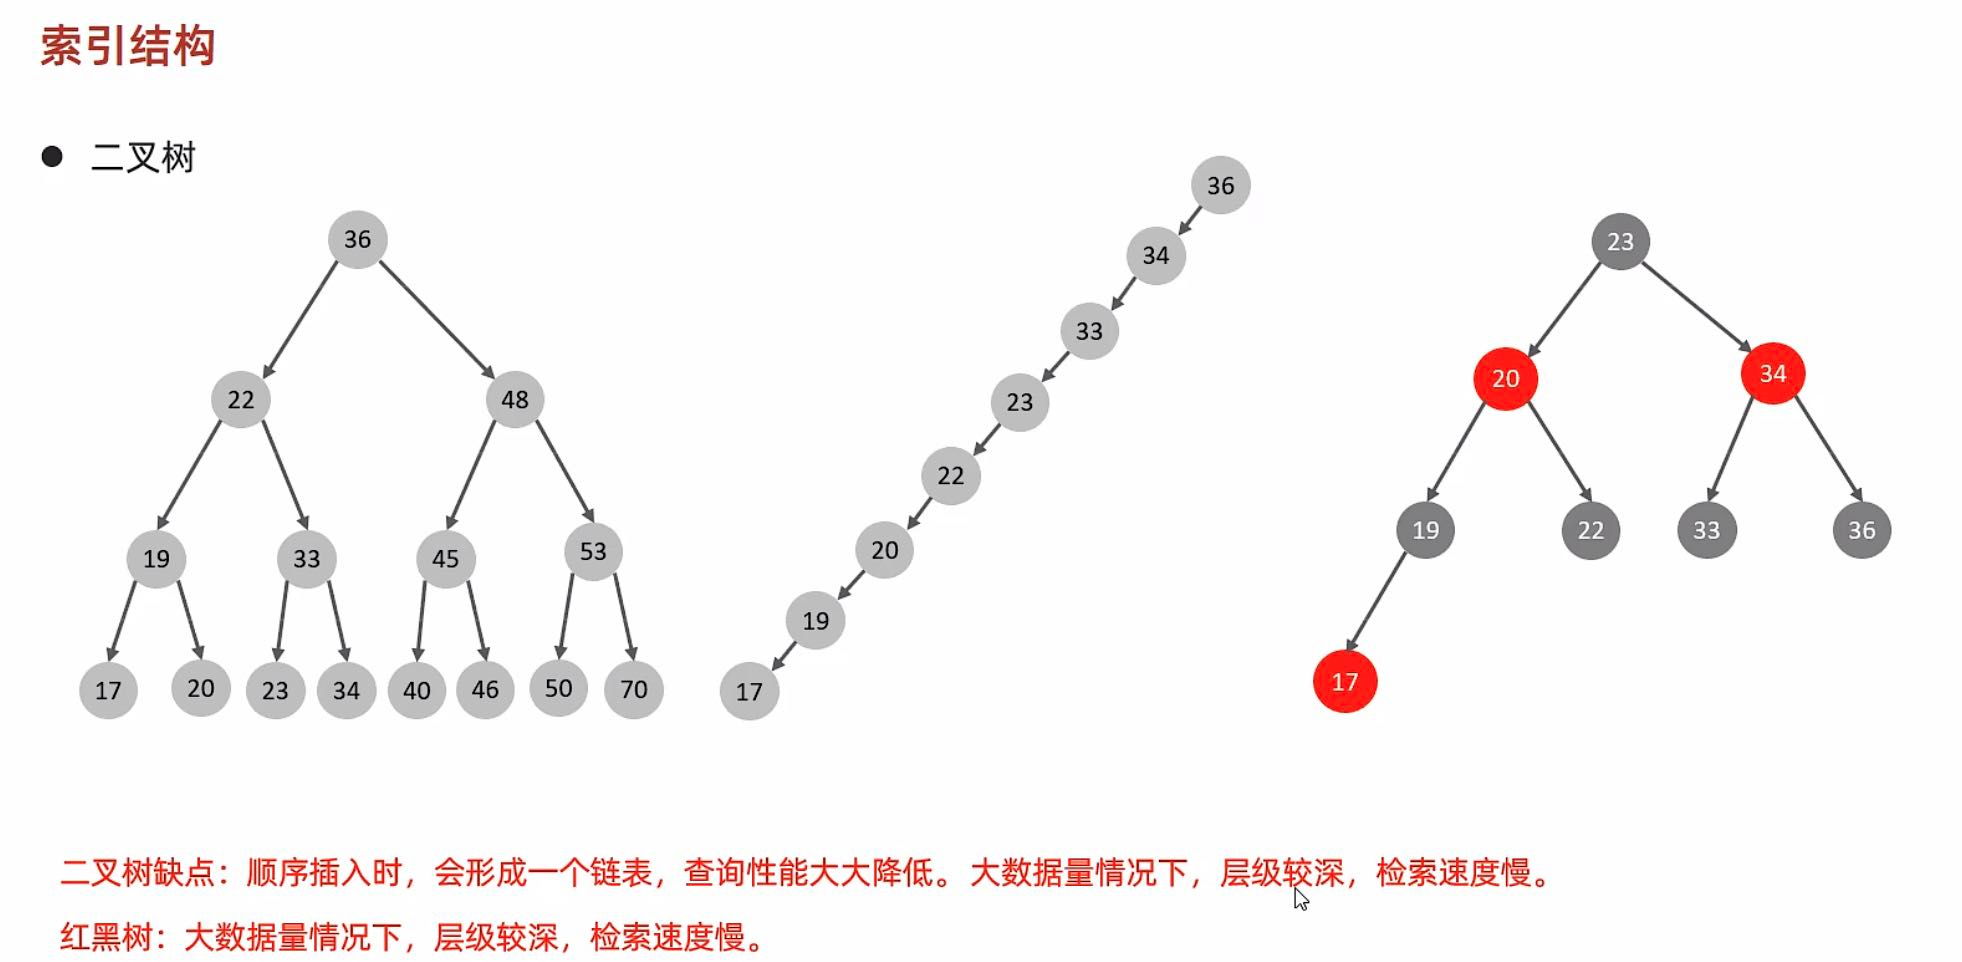 索引结构
● 二叉树
36
22 48
19 33 45 53
17 20 23 34 40 46 50 70
36
34
33
23
22
20
19
17
23
20 34
19 22 33 36
17
二叉树缺点：顺序插入时，会形成一个链表，查询性能大大降低。大数据量情况下，层级较深，检索速度慢。
红黑树：大数据量情况下，层级较深，检索速度慢。